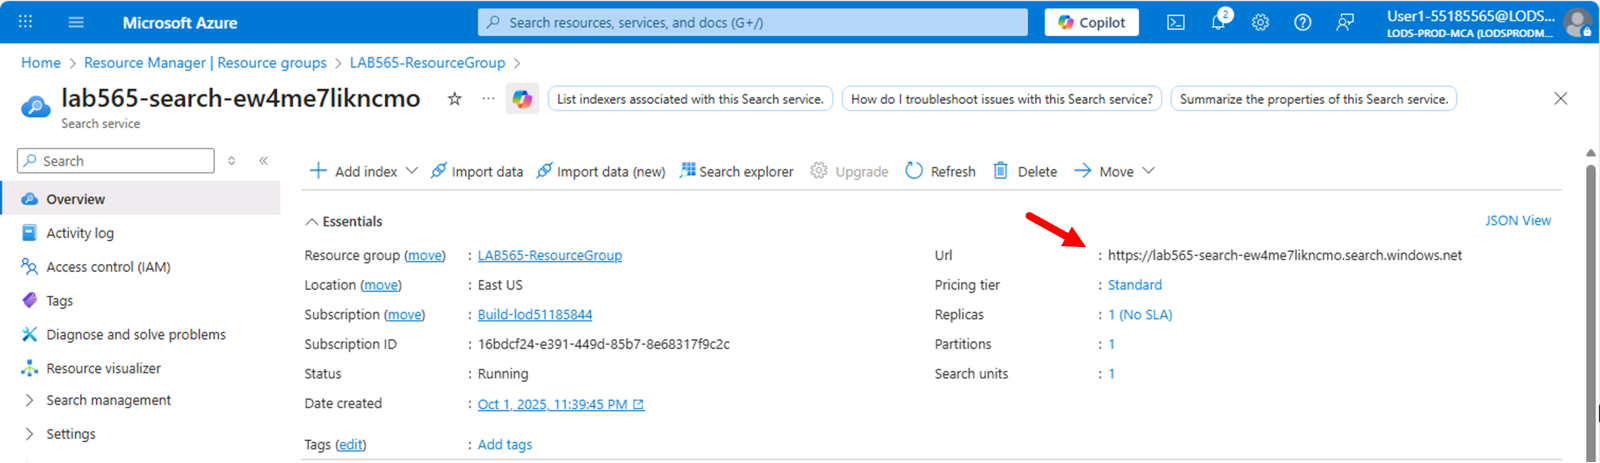 Microsoft Azure
Search resources, services, and docs (G+/)
Copilot
2
User1-55185565@LODS...
LODS-PROD-MCA (LODSPRODM...
Home > Resource Manager | Resource groups > LAB565-ResourceGroup >
lab565-search-ew4me7likncmo
Search service
List indexers associated with this Search service.
How do I troubleshoot issues with this Search service?
Summarize the properties of this Search service.
Search
Overview
Activity log
Access control (IAM)
Tags
Diagnose and solve problems
Resource visualizer
Search management
Settings
Add index
Import data
Import data (new)
Search explorer
Upgrade
Refresh
Delete
Move
Essentials
JSON View
Resource group (move) : LAB565-ResourceGroup
Location (move) : East US
Subscription (move) : Build-lod51185844
Subscription ID : 16bdcf24-e391-449d-85b7-8e68317f9c2c
Status : Running
Date created : Oct 1, 2025, 11:39:45 PM
Tags (edit) : Add tags
Url : https://lab565-search-ew4me7likncmo.search.windows.net
Pricing tier : Standard
Replicas : 1 (No SLA)
Partitions : 1
Search units : 1